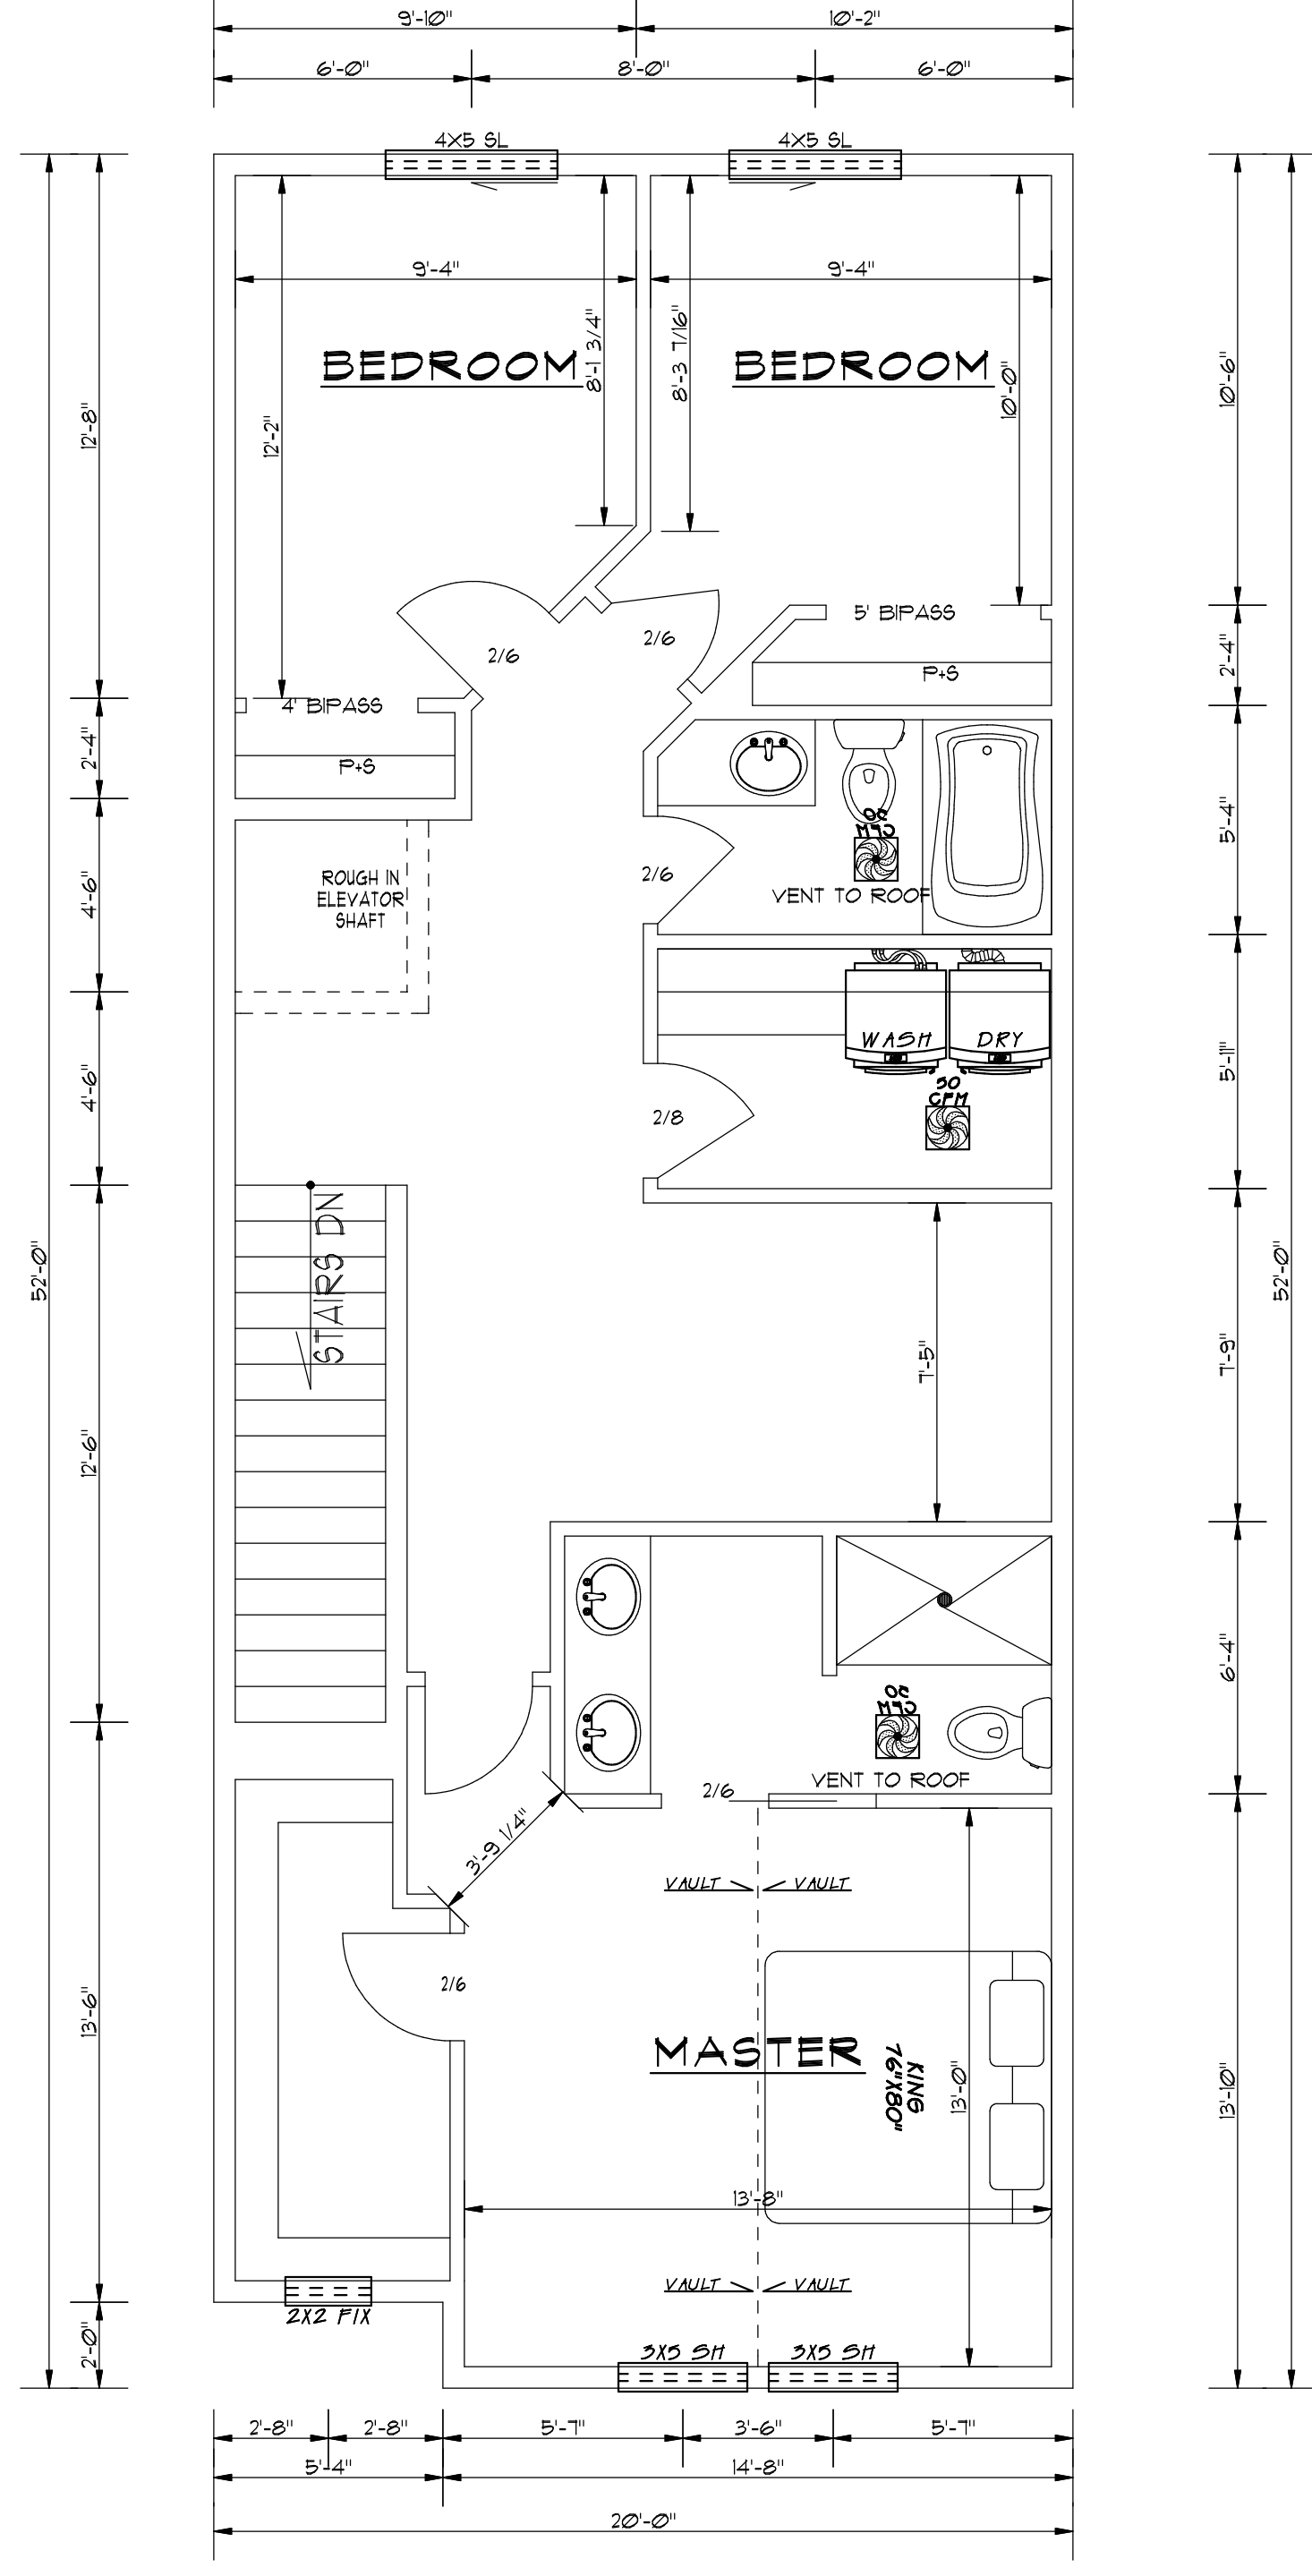 9'-10"
10'-2"
6'-0"
8'-0"
6'-0"
4X5 SL
4X5 SL
9'-4"
9'-4"
BEDROOM
BEDROOM
8'-1 3/4"
8'-3 7/16"
10'-0"
10'-6"
12'-2"
12'-8"
2/6
2/6
5' BIPASS
P+S
2'-4"
4' BIPASS
P+S
2'-4"
50
CFM
VENT TO ROOF
5'-4"
2/6
ROUGH IN
ELEVATOR
SHAFT
4'-6"
WASH
DRY
50
CFM
2/8
4'-6"
5'-11"
52'-0"
52'-0"
STAIRS DN
7'-5"
7'-9"
12'-6"
6'-4"
50
CFM
VENT TO ROOF
2/6
3'-9 1/4"
VAULT
VAULT
2/6
13'-6"
MASTER
KING
76"X80"
13'-0"
13'-10"
13'-8"
VAULT
VAULT
2X2 FIX
2'-0"
3X5 SH
3X5 SH
2'-8"
2'-8"
5'-7"
3'-6"
5'-7"
5'-4"
14'-8"
20'-0"